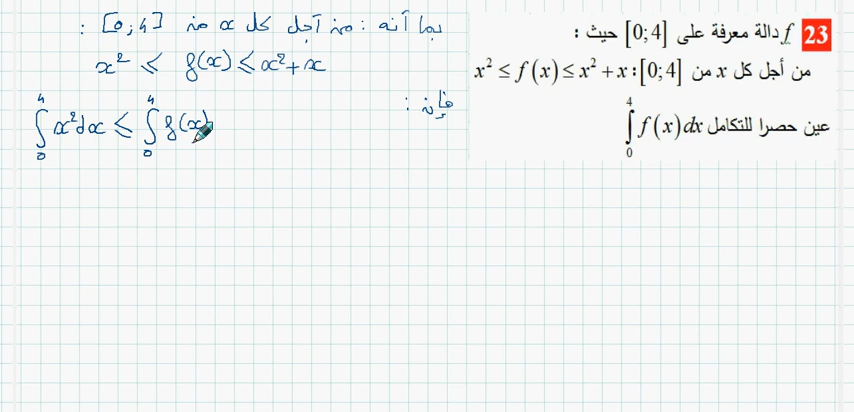 23 f دالة معرفة على [0;4] حيث :
من أجل كل x من [0;4]: x² ≤ f(x) ≤ x² + x
عين حصرا للتكامل ∫₀⁴ f(x)dx
بما أنه : من أجل كل x من [0;4] :
x² ≤ f(x) ≤ x²+x
فإن :
∫₀⁴ x²dx ≤ ∫₀⁴ f(x)